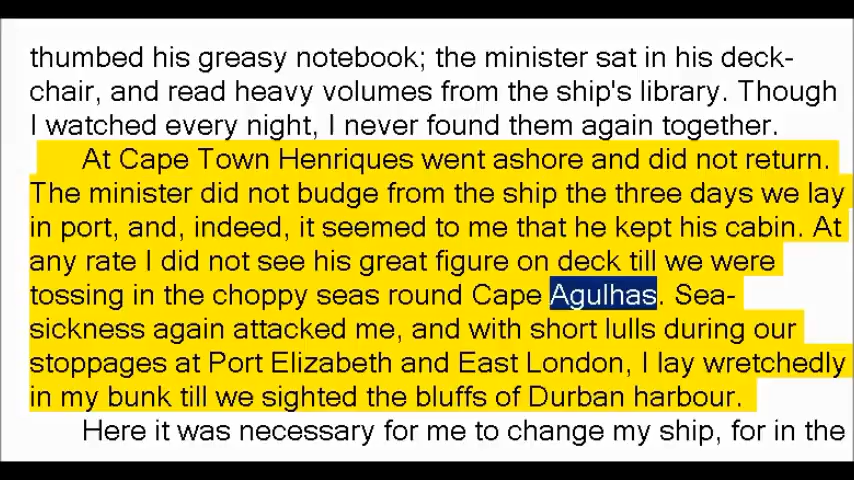 thumbed his greasy notebook; the minister sat in his deck-
chair, and read heavy volumes from the ship's library. Though
I watched every night, I never found them again together.
At Cape Town Henriques went ashore and did not return.
The minister did not budge from the ship the three days we lay
in port, and, indeed, it seemed to me that he kept his cabin. At
any rate I did not see his great figure on deck till we were
tossing in the choppy seas round Cape Agulhas. Sea-
sickness again attacked me, and with short lulls during our
stoppages at Port Elizabeth and East London, I lay wretchedly
in my bunk till we sighted the bluffs of Durban harbour.
Here it was necessary for me to change my ship, for in the